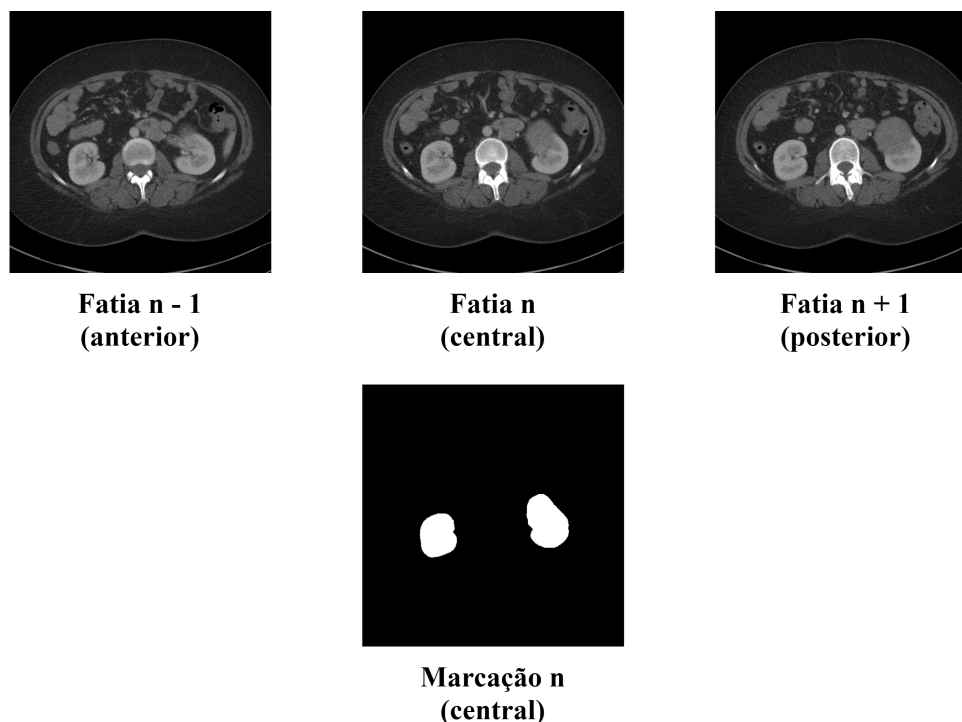 Fatia n - 1
(anterior)
Fatia n
(central)
Fatia n + 1
(posterior)
Marcação n
(central)